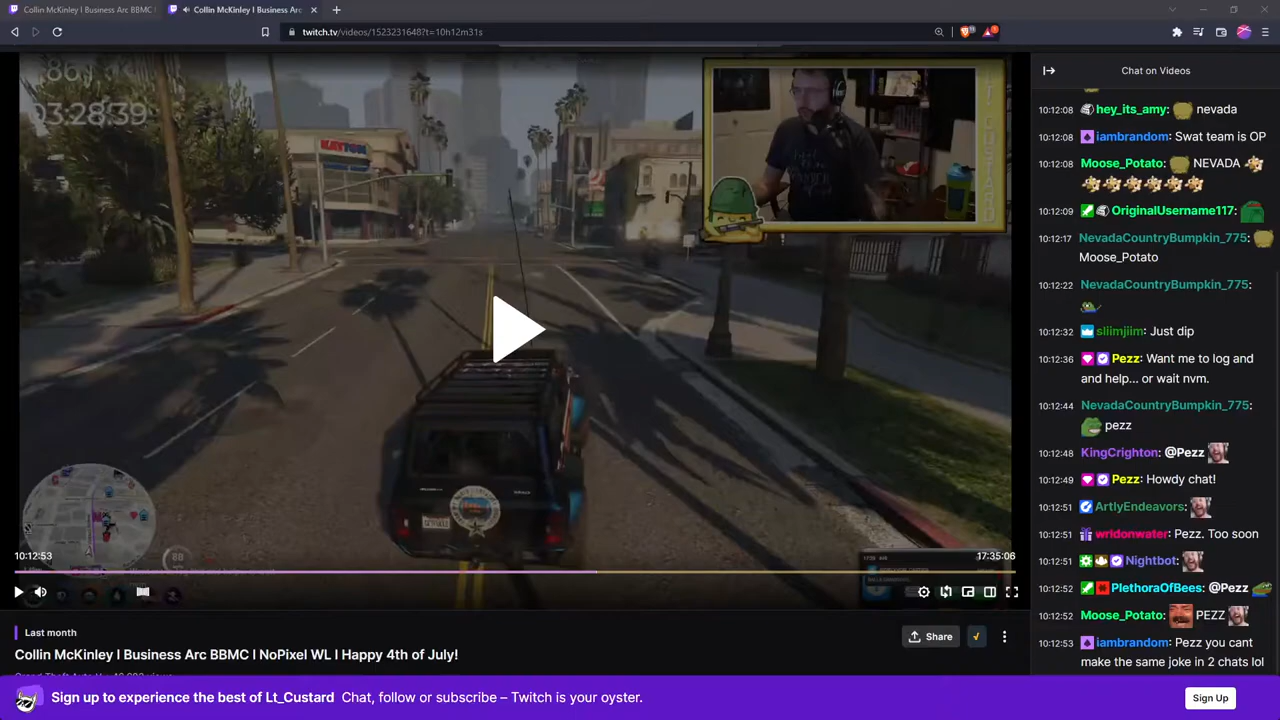 Collin McKinley I Business Arc BBMC
Collin McKinley I Business Arc
twitch.tv/videos/1523231648?t=10h12m31s
03:28:39
LT. CUSTARD
Chat on Videos
10:12:08 hey_its_amy: nevada
10:12:08 iambrandom: Swat team is OP
10:12:08 Moose_Potato: NEVADA
10:12:09 OriginalUsername117:
10:12:17 NevadaCountryBumpkin_775:
Moose_Potato
10:12:22 NevadaCountryBumpkin_775:
10:12:32 sliimjiim: Just dip
10:12:36 Pezz: Want me to log and
and help... or wait nvm.
10:12:44 NevadaCountryBumpkin_775:
pezz
10:12:48 KingCrighton: @Pezz
10:12:49 Pezz: Howdy chat!
10:12:51 ArtlyEndeavors:
10:12:51 wrldonwater: Pezz. Too soon
10:12:51 Nightbot:
10:12:52 PlethoraOfBees: @Pezz
10:12:52 Moose_Potato: PEZZ
10:12:53 iambrandom: Pezz you cant
make the same joke in 2 chats lol
88
10:12:53
17:35:06
Last month
Share
Collin McKinley I Business Arc BBMC I NoPixel WL I Happy 4th of July!
Sign up to experience the best of Lt_Custard Chat, follow or subscribe – Twitch is your oyster.
Sign Up